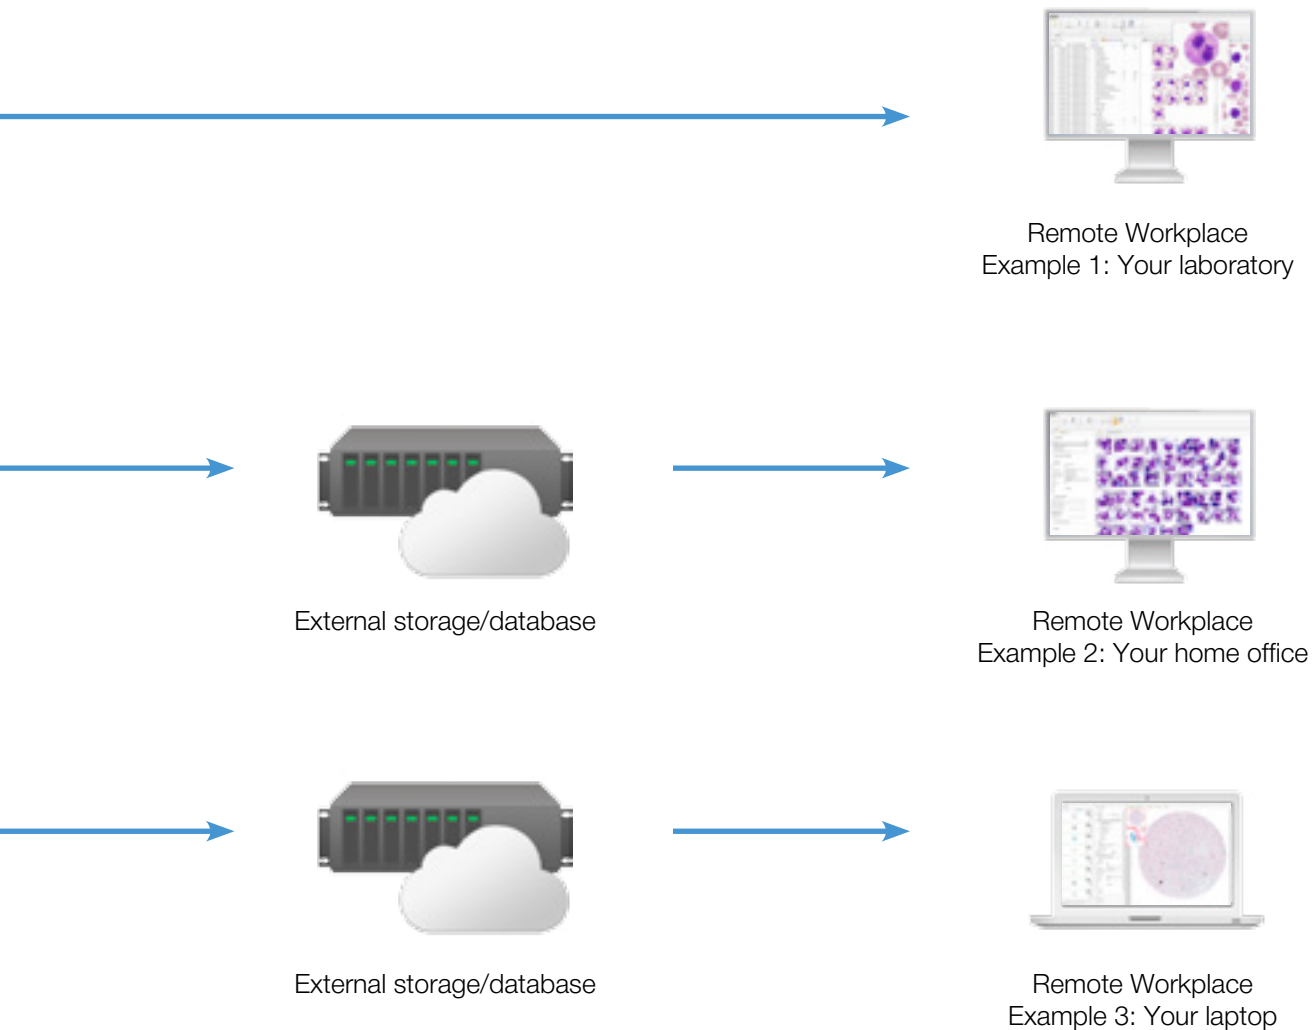 Remote Workplace
Example 1: Your laboratory
External storage/database
Remote Workplace
Example 2: Your home office
External storage/database
Remote Workplace
Example 3: Your laptop